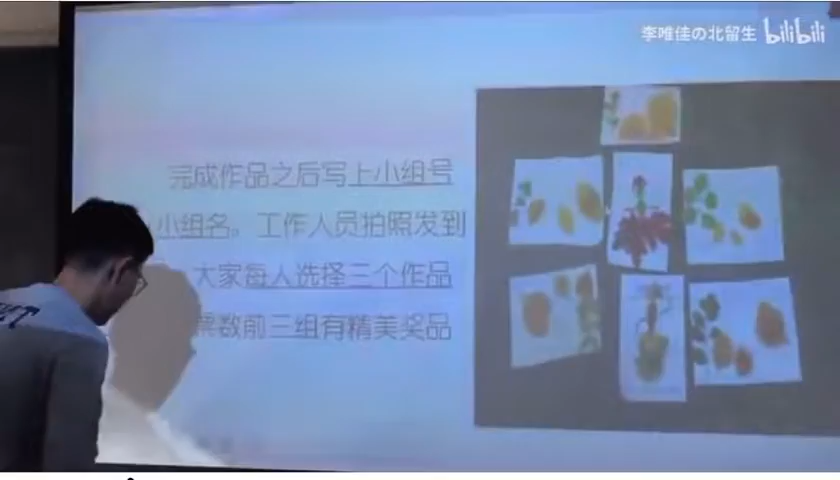 李唯佳の北留生 bilibili
完成作品之后写上小组号
小组名。工作人员拍照发到
大家每人选择三个作品
票数前三组有精美奖品